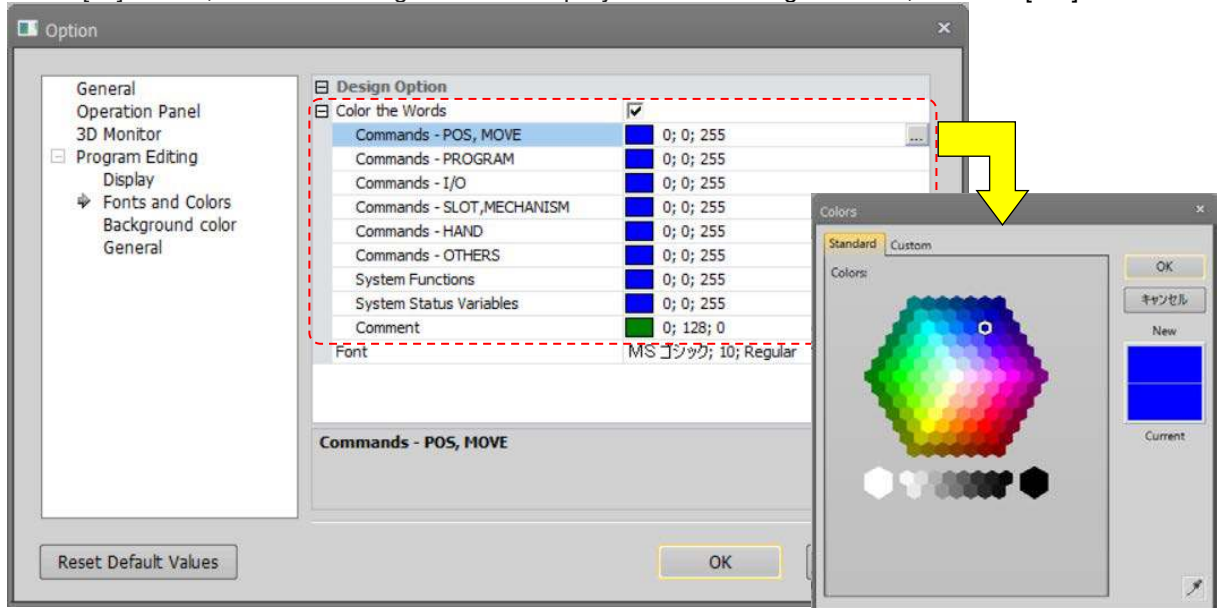 Option
General
Operation Panel
3D Monitor
Program Editing
Display
Fonts and Colors
Background color
General
Design Option
Color the Words
Commands - POS, MOVE 0; 0; 255 ...
Commands - PROGRAM 0; 0; 255
Commands - I/O 0; 0; 255
Commands - SLOT,MECHANISM 0; 0; 255
Commands - HAND 0; 0; 255
Commands - OTHERS 0; 0; 255
System Functions 0; 0; 255
System Status Variables 0; 0; 255
Comment 0; 128; 0
Font MS ゴシック; 10; Regular
Commands - POS, MOVE
Reset Default Values
OK
Colors
Standard Custom
Colors:
OK
キャンセル
New
Current